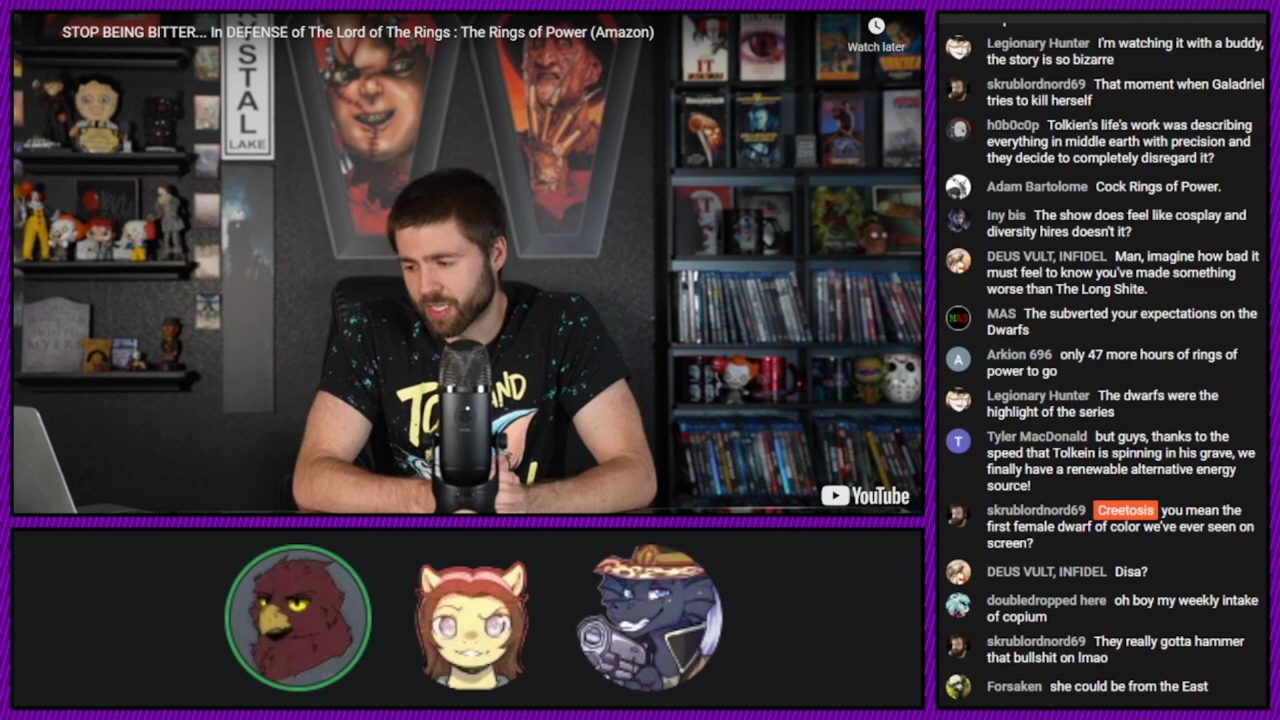 STOP BEING BITTER... In DEFENSE of The Lord of The Rings : The Rings of Power (Amazon)
Watch later
STAL
LAKE
IT
IT
AND
YouTube
Legionary Hunter I'm watching it with a buddy,
the story is so bizarre
skrublordnord69 That moment when Galadriel
tries to kill herself
h0b0c0p Tolkien's life's work was describing
everything in middle earth with precision and
they decide to completely disregard it?
Adam Bartolome Cock Rings of Power.
Iny bis The show does feel like cosplay and
diversity hires doesn't it?
DEUS VULT, INFIDEL Man, imagine how bad it
must feel to know you've made something
worse than The Long Shite.
MAS The subverted your expectations on the
Dwarfs
A
Arkion 696 only 47 more hours of rings of
power to go
Legionary Hunter The dwarfs were the
highlight of the series
T
Tyler MacDonald but guys, thanks to the
speed that Tolkein is spinning in his grave, we
finally have a renewable alternative energy
source!
skrublordnord69 Creetosis you mean the
first female dwarf of color we've ever seen on
screen?
DEUS VULT, INFIDEL Disa?
doubledropped here oh boy my weekly intake
of copium
skrublordnord69 They really gotta hammer
that bullshit on lmao
Forsaken she could be from the East